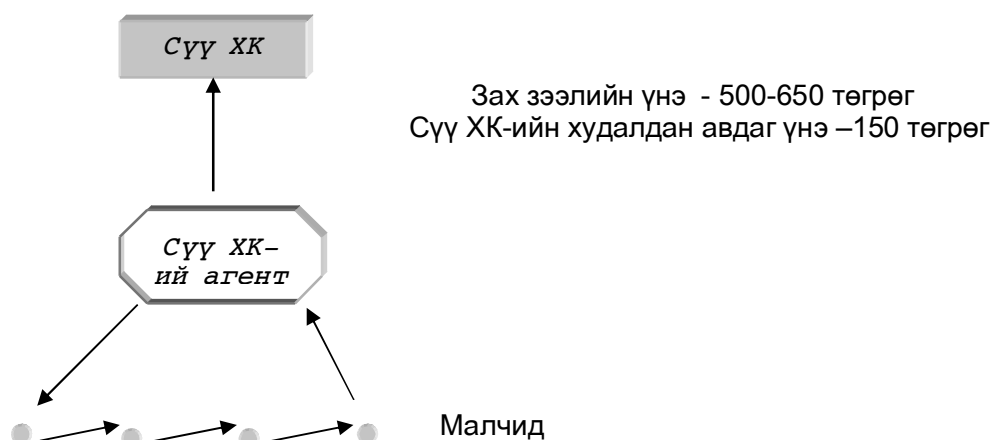 Сүү ХК
Зах зээлийн үнэ - 500-650 төгрөг
Сүү ХК-ийн худалдан авдаг үнэ –150 төгрөг
Сүү ХК–
ий агент
Малчид